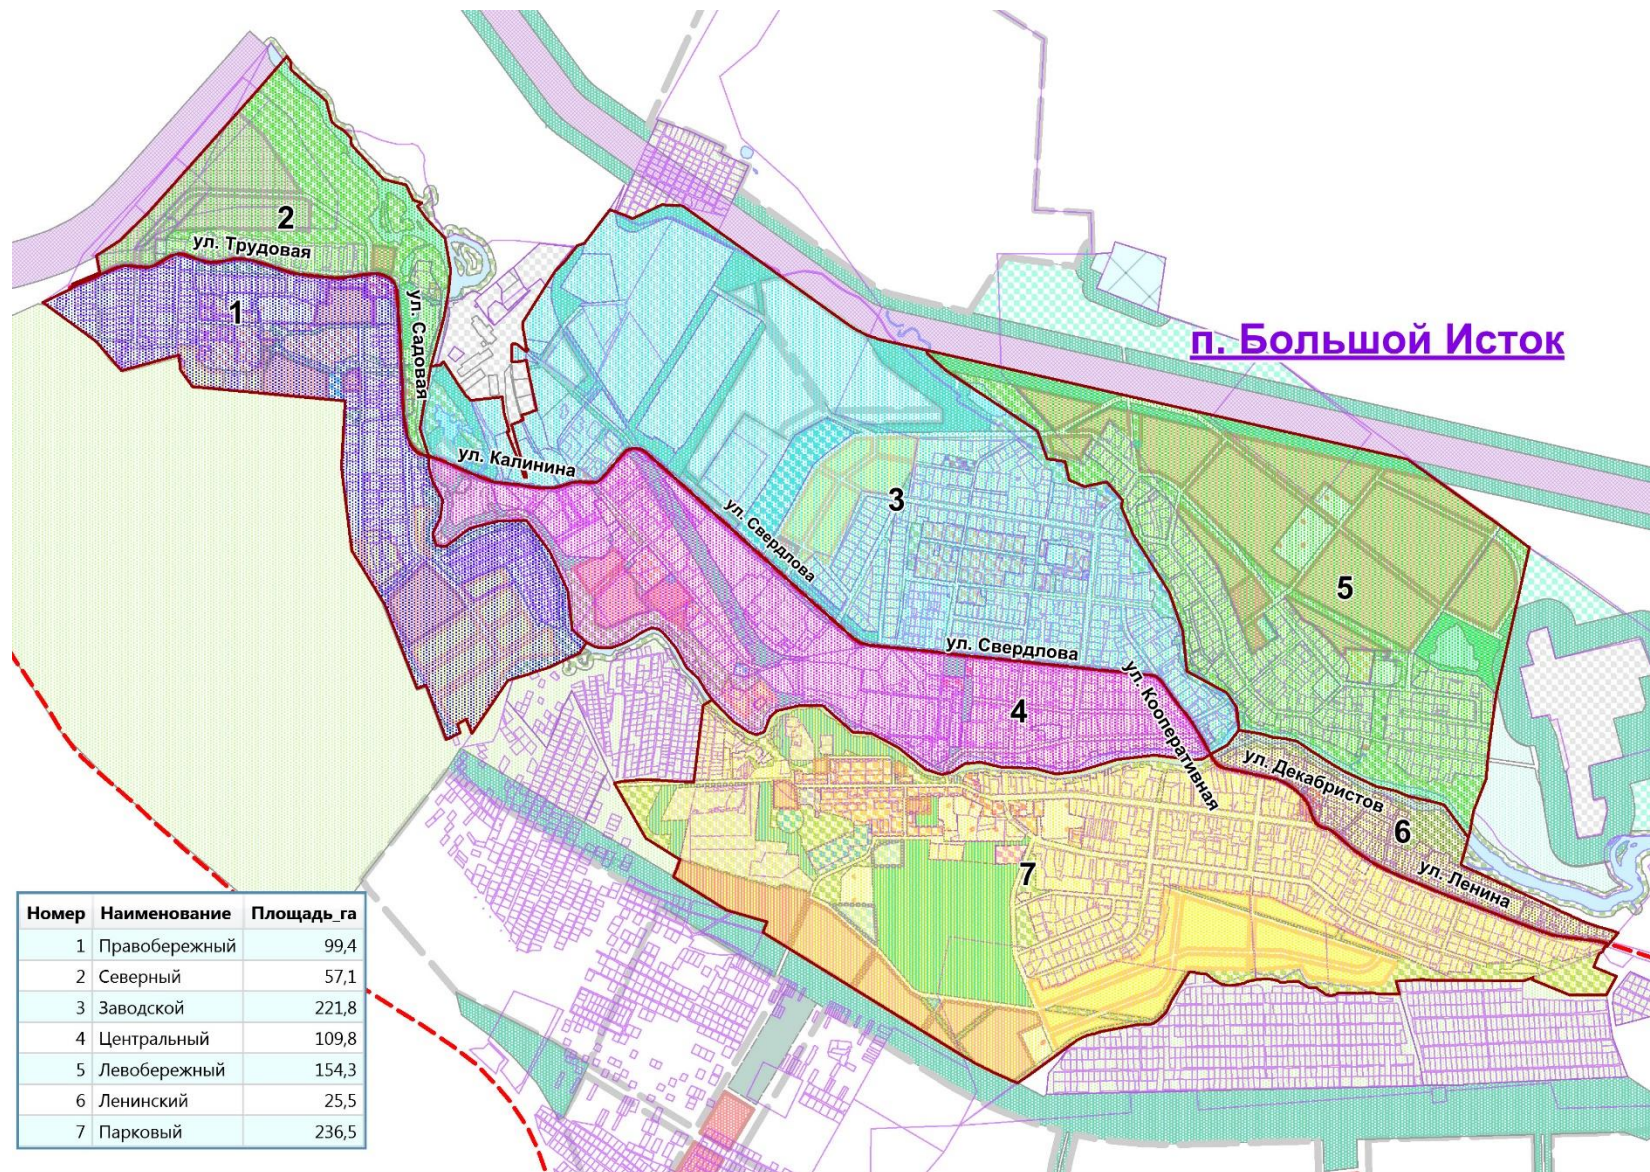 2
ул. Трудовая
1
ул. Садовая
п. Большой Исток
ул. Калинина
3
ул. Свердлова
5
ул. Свердлова
ул. Кооперативная
4
ул. Декабристов
6
7
ул. Ленина
Номер Наименование Площадь_га
1 Правобережный 99,4
2 Северный 57,1
3 Заводской 221,8
4 Центральный 109,8
5 Левобережный 154,3
6 Ленинский 25,5
7 Парковый 236,5